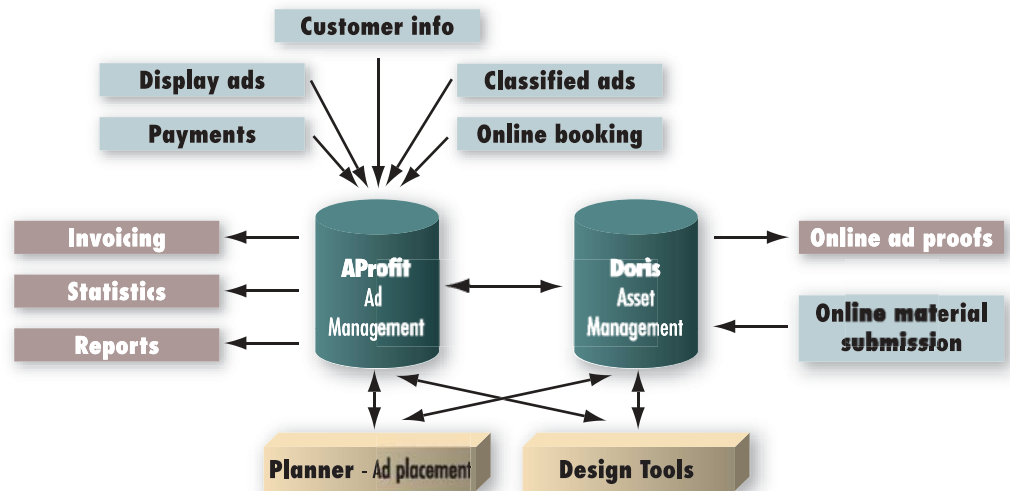 Customer info
Display ads
Classified ads
Payments
Online booking
Invoicing
Statistics
Reports
AProfit
Ad
Management
Doris
Asset
Management
Online ad proofs
Online material
submission
Planner - Ad placement
Design Tools